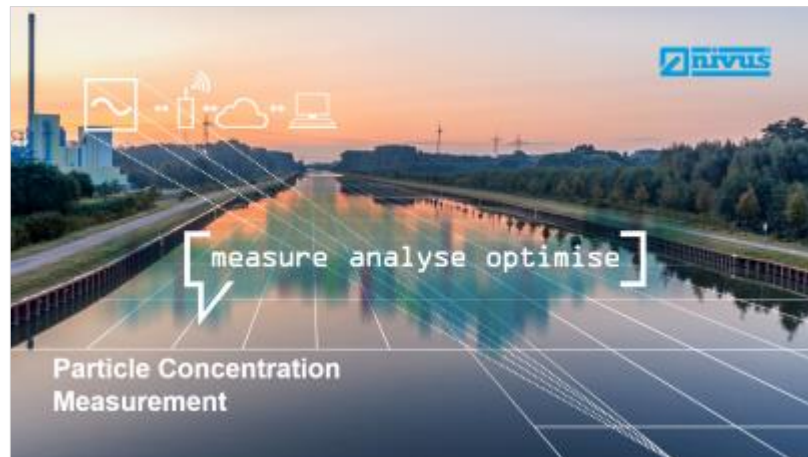 nivus
measure analyse optimise
Particle Concentration
Measurement